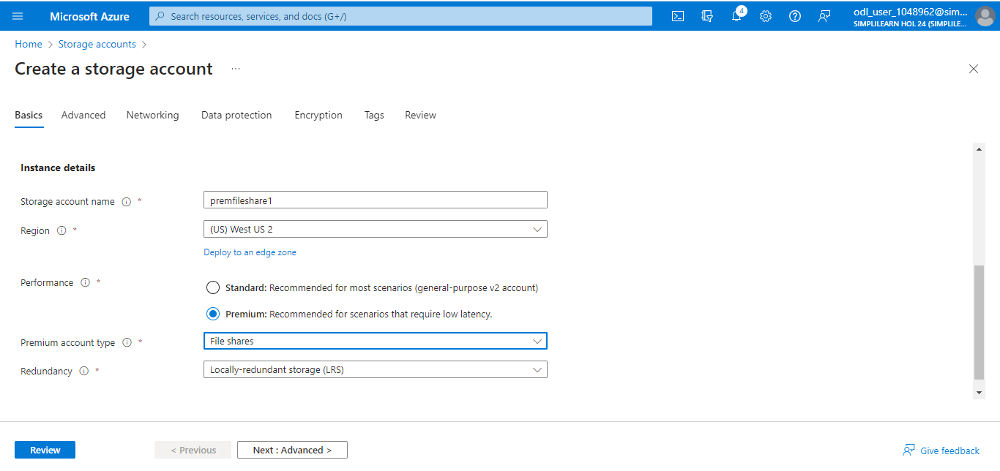 Microsoft Azure
Search resources, services, and docs (G+/)
4
odl_user_1048962@sim...
SIMPLILEARN HOL 24 (SIMPLILE...
Home > Storage accounts >
Create a storage account ...
Basics Advanced Networking Data protection Encryption Tags Review
Instance details
Storage account name * premfileshare1
Region * (US) West US 2
Deploy to an edge zone
Performance * Standard: Recommended for most scenarios (general-purpose v2 account)
Premium: Recommended for scenarios that require low latency.
Premium account type * File shares
Redundancy * Locally-redundant storage (LRS)
Review < Previous Next : Advanced > Give feedback